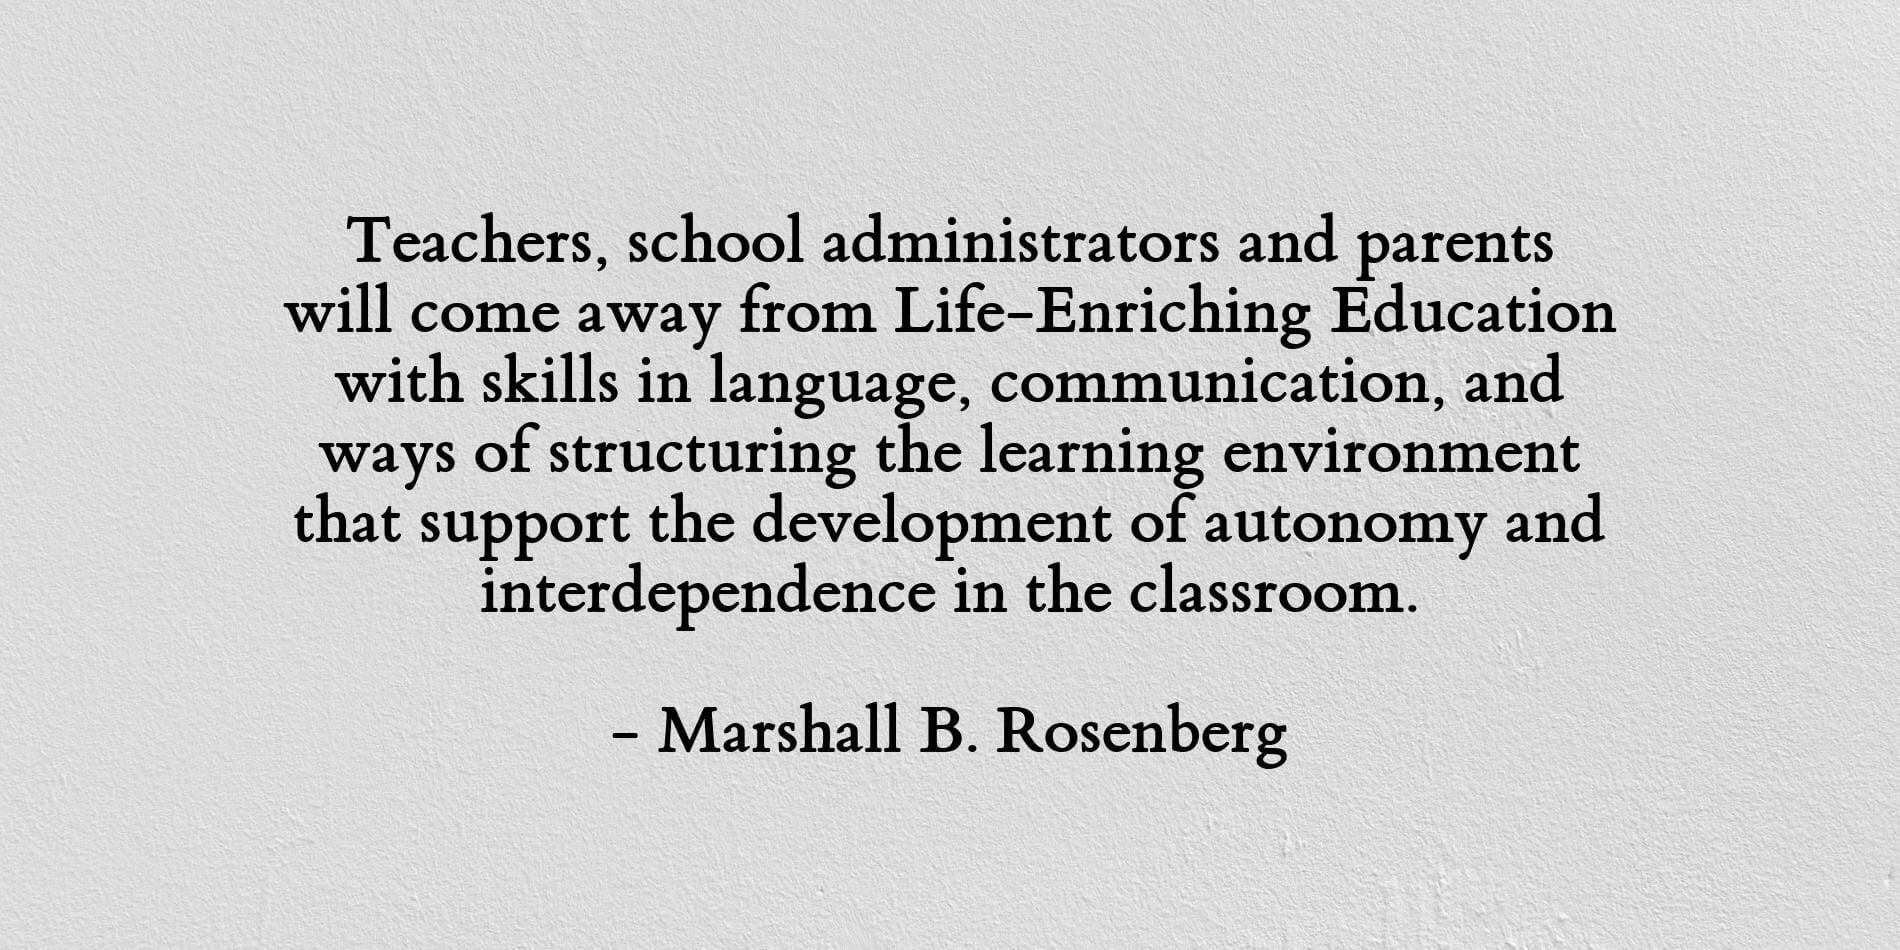 Teachers, school administrators and parents
will come away from Life-Enriching Education
with skills in language, communication, and
ways of structuring the learning environment
that support the development of autonomy and
interdependence in the classroom.
- Marshall B. Rosenberg